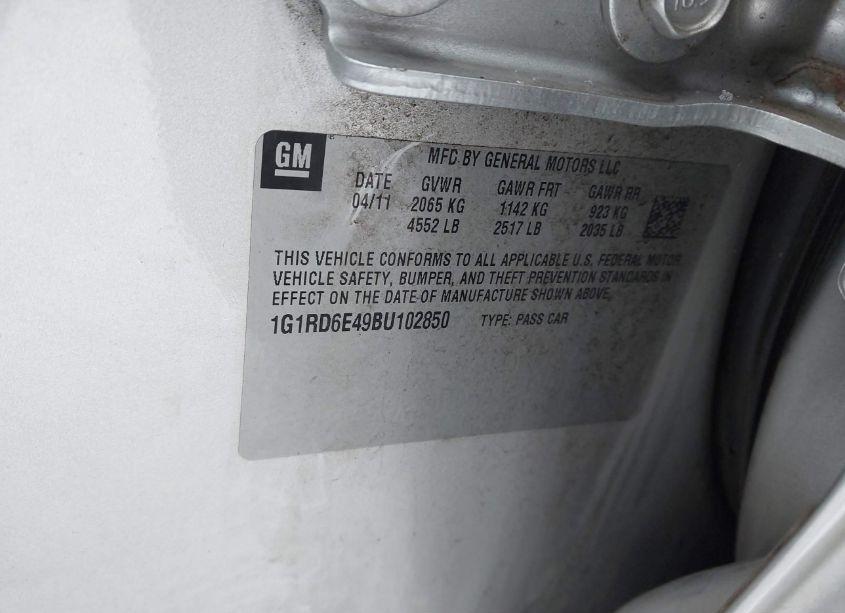 GM
MFD BY GENERAL MOTORS LLC
DATE GVWR GAWR FRT GAWR RR
04/11 2065 KG 1142 KG 923 KG
4552 LB 2517 LB 2035 LB
THIS VEHICLE CONFORMS TO ALL APPLICABLE U.S. FEDERAL MOTOR
VEHICLE SAFETY, BUMPER, AND THEFT PREVENTION STANDARDS IN
EFFECT ON THE DATE OF MANUFACTURE SHOWN ABOVE.
1G1RD6E49BU102850 TYPE: PASS CAR